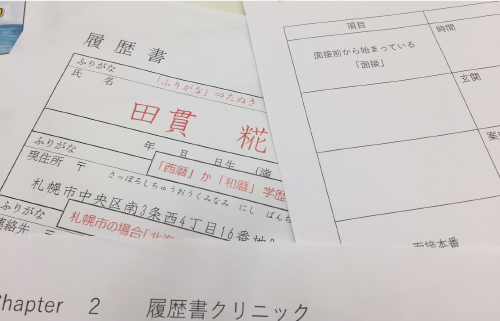 履歴書
ふりがな
「ふりがな」⇒たぬき
氏 名
田貫 糀
年 月 日生 (満
ふりがな
「西暦」か「和暦」学歴
現住所 〒
さっぽろしちゅうおうくみなみ にし
札幌市中央区南3条西4丁目16番地
ふりがな
札幌市の場合「北海
連絡先 〒
項目
時間
面接前から始まっている
「面接」
玄関
面接本番
Chapter 2 履歴書クリニック